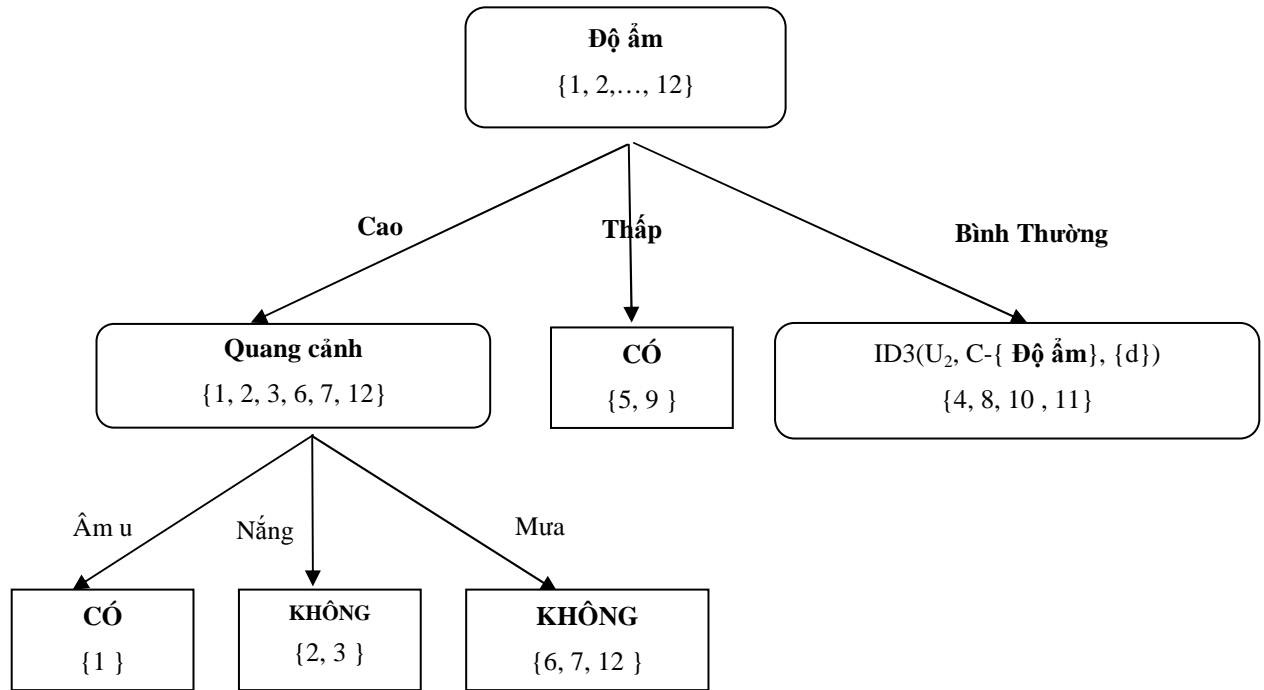 Độ ẩm
{1, 2,…, 12}
Cao
Thấp
Bình Thường
Quang cảnh
{1, 2, 3, 6, 7, 12}
CÓ
{5, 9 }
ID3(U₂, C-{ Độ ẩm}, {d})
{4, 8, 10 , 11}
Âm u
Nắng
Mưa
CÓ
{1 }
KHÔNG
{2, 3 }
KHÔNG
{6, 7, 12 }